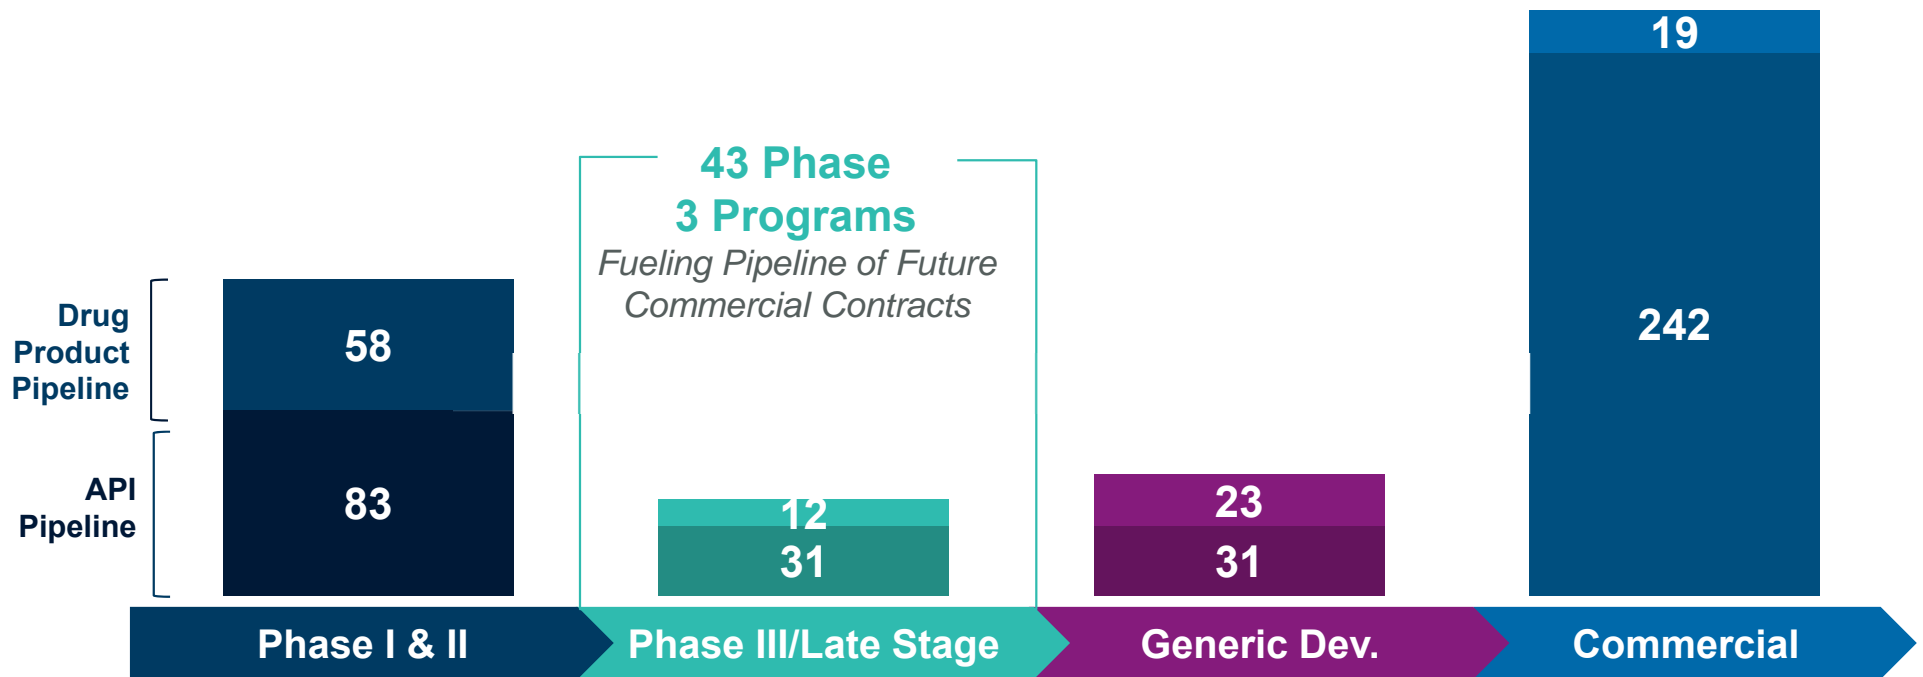 19
43 Phase
3 Programs
Fueling Pipeline of Future
Commercial Contracts
Drug
Product
Pipeline
58
242
API
Pipeline
83
12
31
23
31
Phase I & II
Phase III/Late Stage
Generic Dev.
Commercial